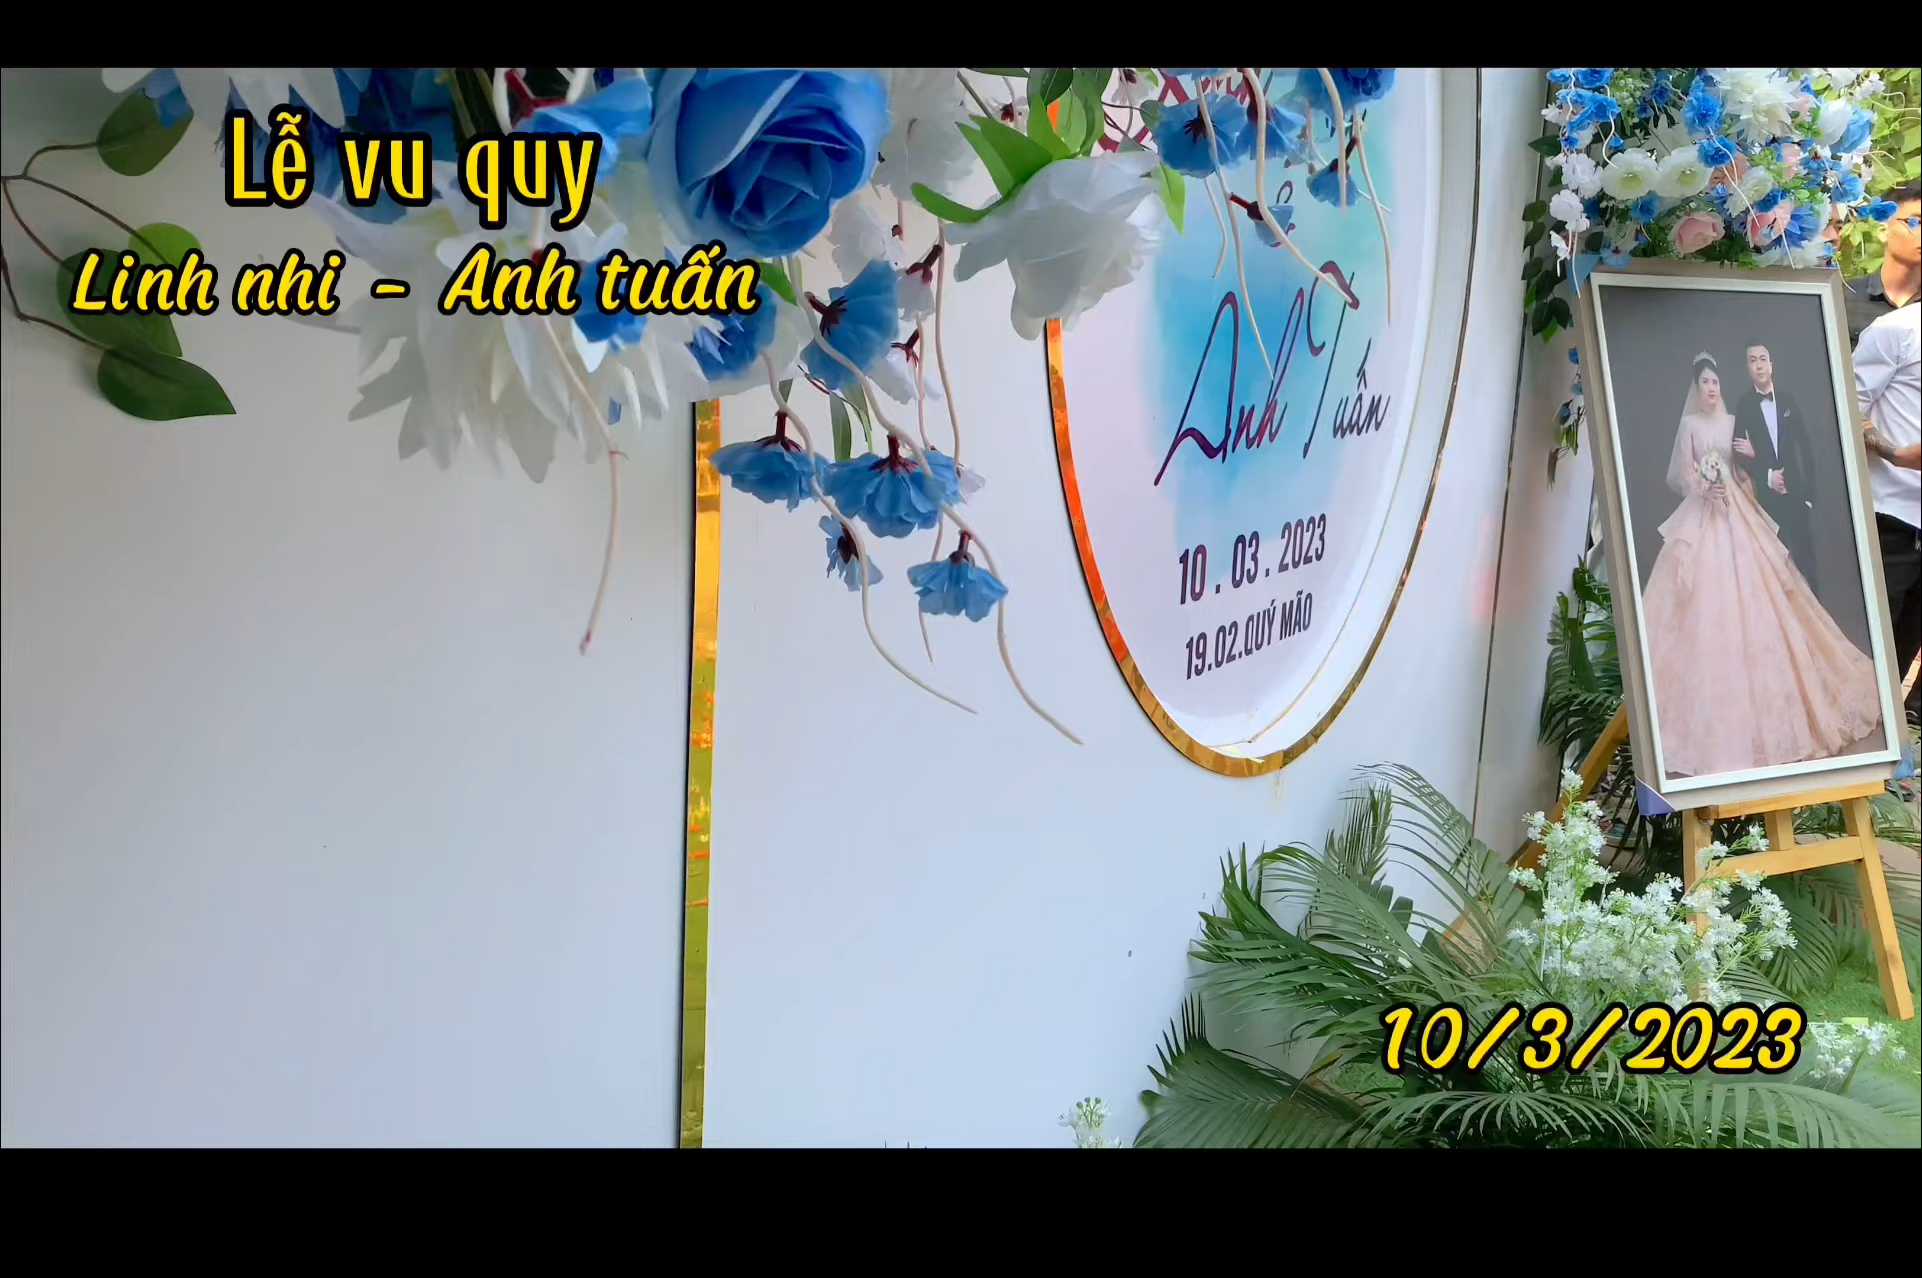 Lễ vu quy
Linh nhi - Anh tuấn
Anh Tuấn
10 . 03 . 2023
19.02.QUÝ MÃO
10/3/2023